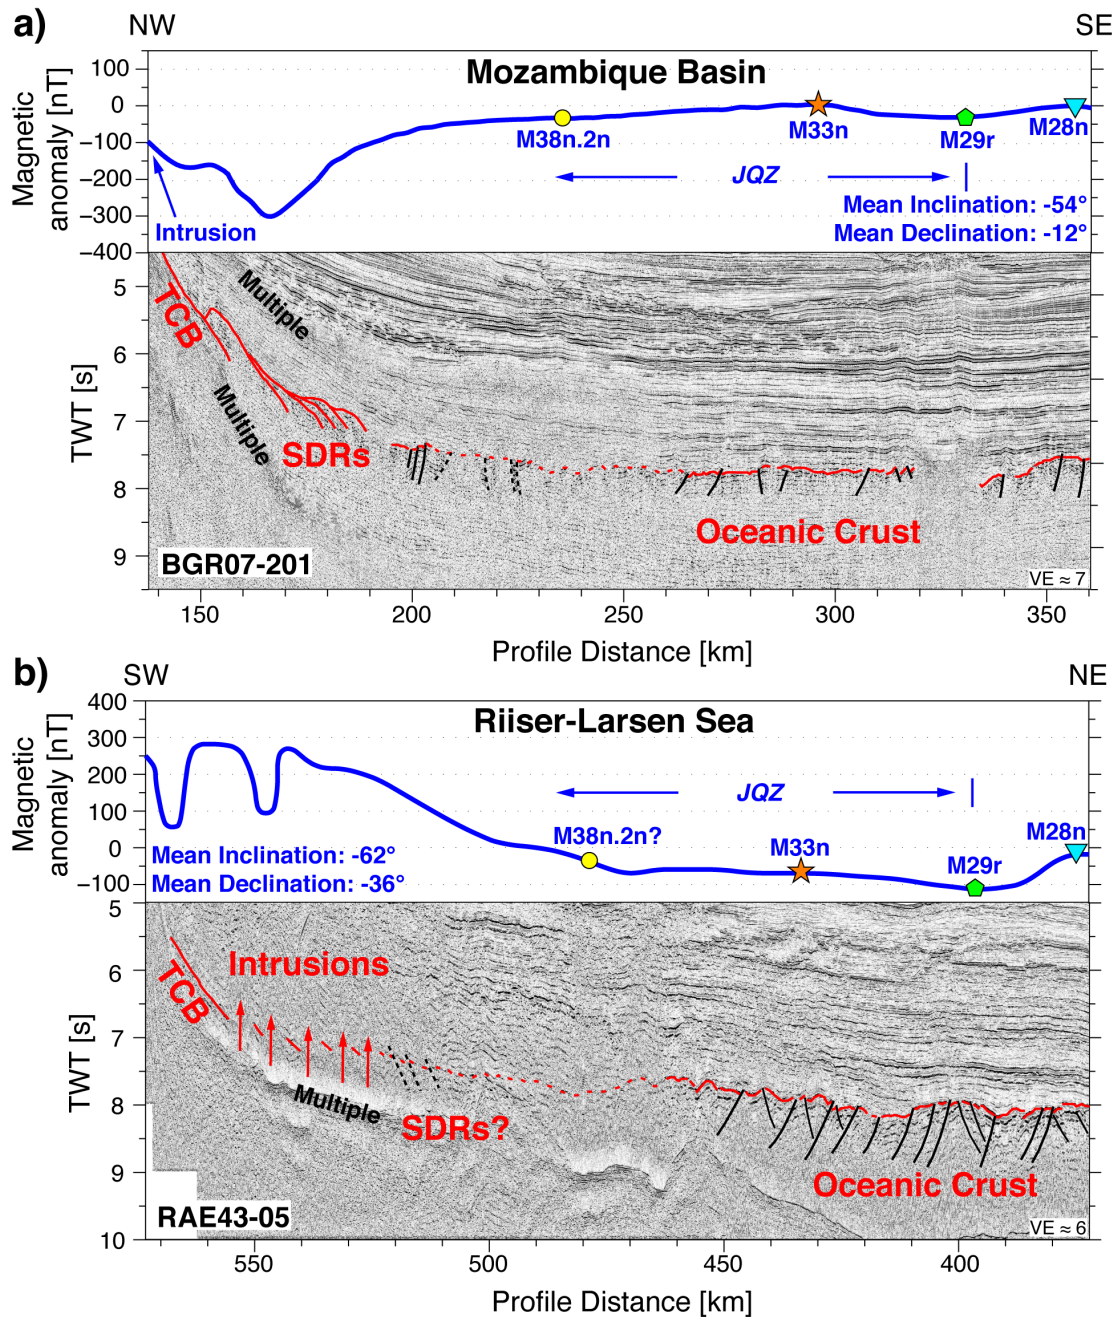 a)
NW
SE
Mozambique Basin
Magnetic
anomaly [nT]
100
0
−100
−200
−300
−400
M38n.2n
M33n
M29r
M28n
JQZ
Intrusion
Mean Inclination: -54°
Mean Declination: -12°
TWT [s]
5
6
7
8
9
TCB
Multiple
Multiple
SDRs
Oceanic Crust
BGR07-201
VE ≈ 7
150
200
250
300
350
Profile Distance [km]
b)
SW
NE
Riiser-Larsen Sea
Magnetic
anomaly [nT]
400
300
200
100
0
−100
JQZ
M38n.2n?
M33n
M29r
M28n
Mean Inclination: -62°
Mean Declination: -36°
TWT [s]
5
6
7
8
9
10
TCB
Intrusions
Multiple
SDRs?
Oceanic Crust
RAE43-05
VE ≈ 6
550
500
450
400
Profile Distance [km]